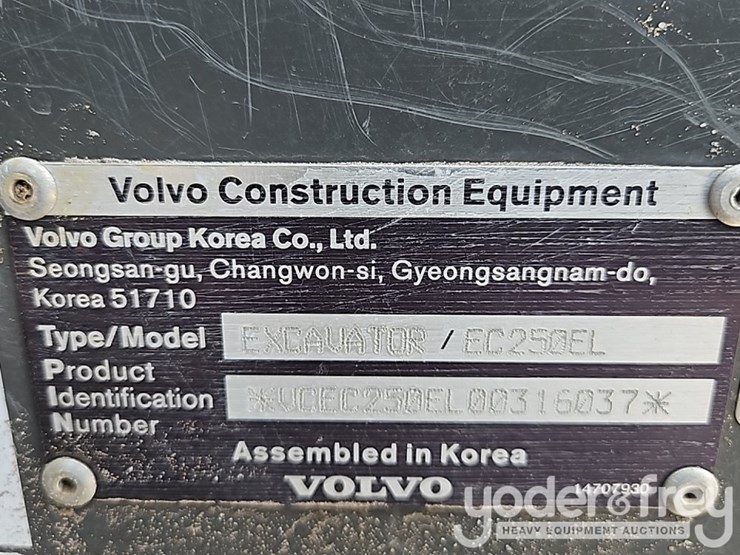 Volvo Construction Equipment
Volvo Group Korea Co., Ltd.
Seongsan-gu, Changwon-si, Gyeongsangnam-do,
Korea 51710
Type/Model EXCAVATOR / EC250EL
Product
Identification *VCEC250EL00316037*
Number
Assembled in Korea
VOLVO 14707930
yoder&frey
HEAVY EQUIPMENT AUCTIONS